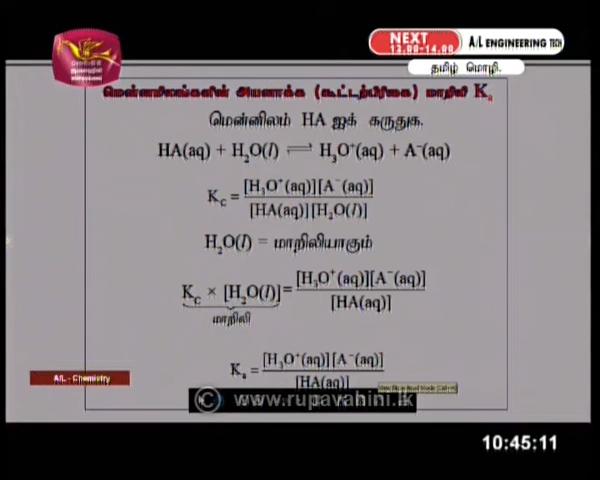 NEXT
13.00-14.00
A/L ENGINEERING TECH
தமிழ் மொழி.
மென்னமிலங்களின் அயனாக்க (கூட்டற்பிரிகை) மாறிலி Kₐ
மென்னிலம் HA ஐக் கருதுக.
HA(aq) + H₂O(l) ⇌ H₃O⁺(aq) + A⁻(aq)
K_C = [H₃O⁺(aq)][A⁻(aq)] / [HA(aq)][H₂O(l)]
H₂O(l) = மாறிலியாகும்
K_C × [H₂O(l)] = [H₃O⁺(aq)][A⁻(aq)] / [HA(aq)]
மாறிலி
Kₐ = [H₃O⁺(aq)][A⁻(aq)] / [HA(aq)]
A/L - Chemistry
© www.rupavahini.lk
10:45:11